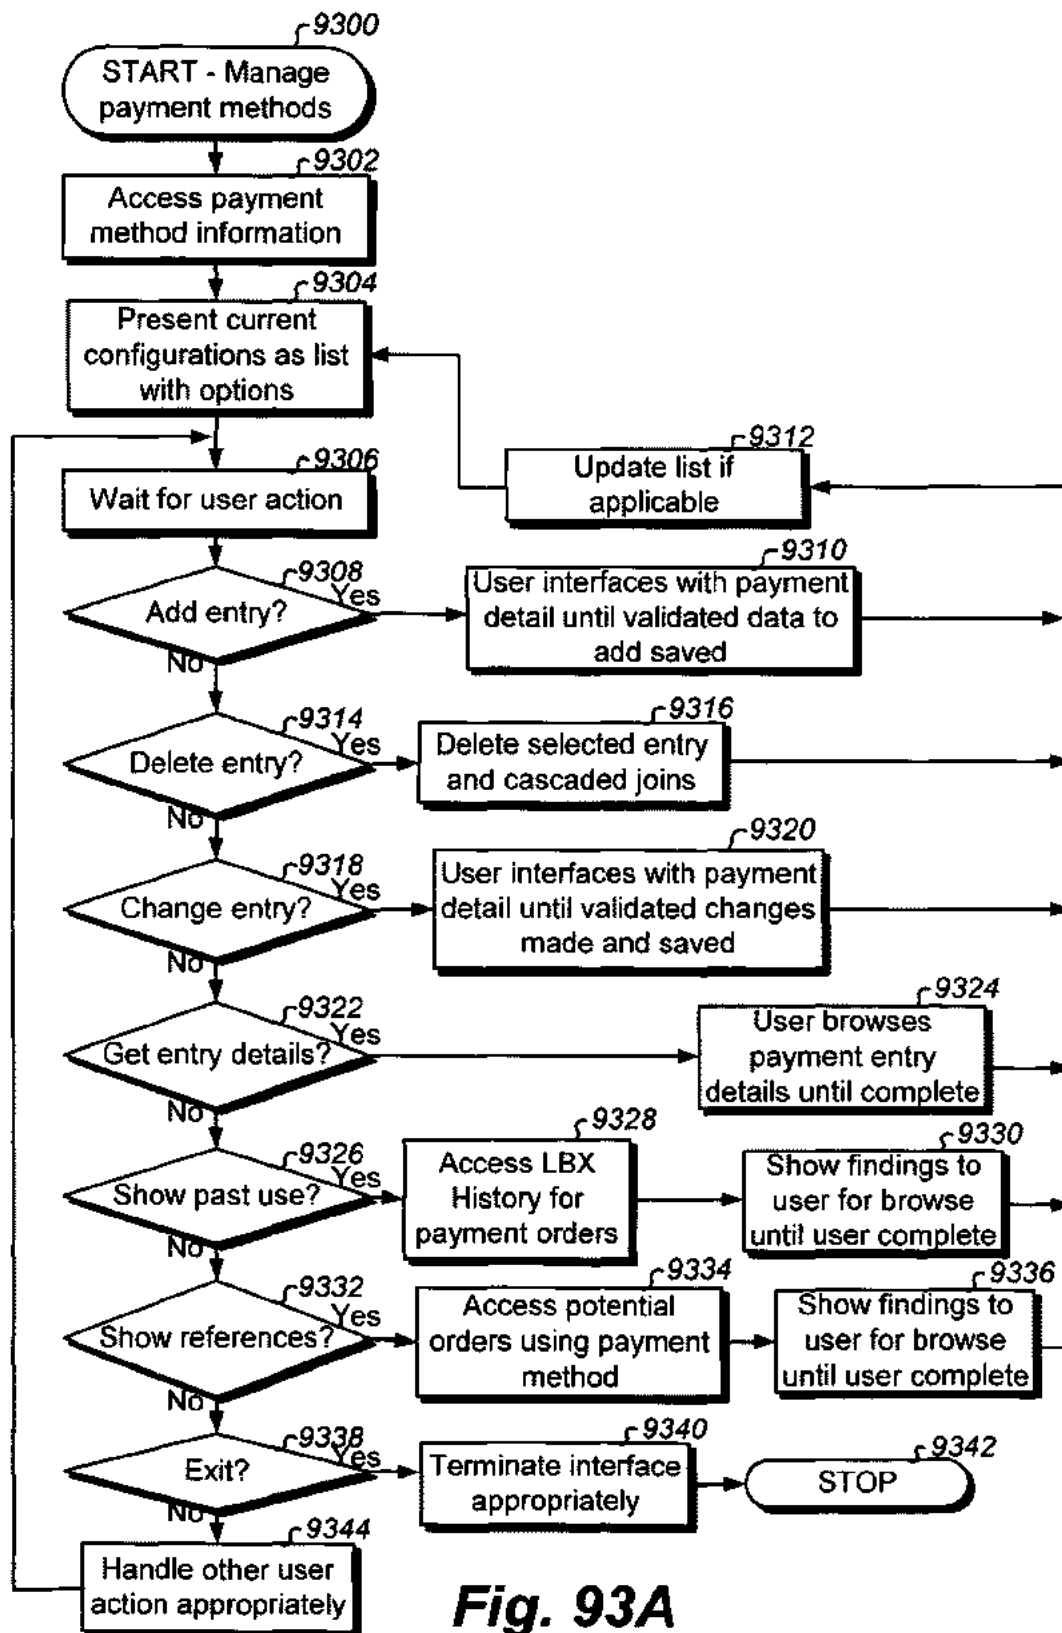 9300
START - Manage
payment methods
9302
Access payment
method information
9304
Present current
configurations as list
with options
9306
Wait for user action
9312
Update list if
applicable
9308
Add entry?
Yes
No
9310
User interfaces with payment
detail until validated data to
add saved
9314
Delete entry?
Yes
No
9316
Delete selected entry
and cascaded joins
9318
Change entry?
Yes
No
9320
User interfaces with payment
detail until validated changes
made and saved
9322
Get entry details?
Yes
No
9324
User browses
payment entry
details until complete
9326
Show past use?
Yes
No
9328
Access LBX
History for
payment orders
9330
Show findings to
user for browse
until user complete
9332
Show references?
Yes
No
9334
Access potential
orders using payment
method
9336
Show findings to
user for browse
until user complete
9338
Exit?
Yes
No
9340
Terminate interface
appropriately
9342
STOP
9344
Handle other user
action appropriately
Fig. 93A